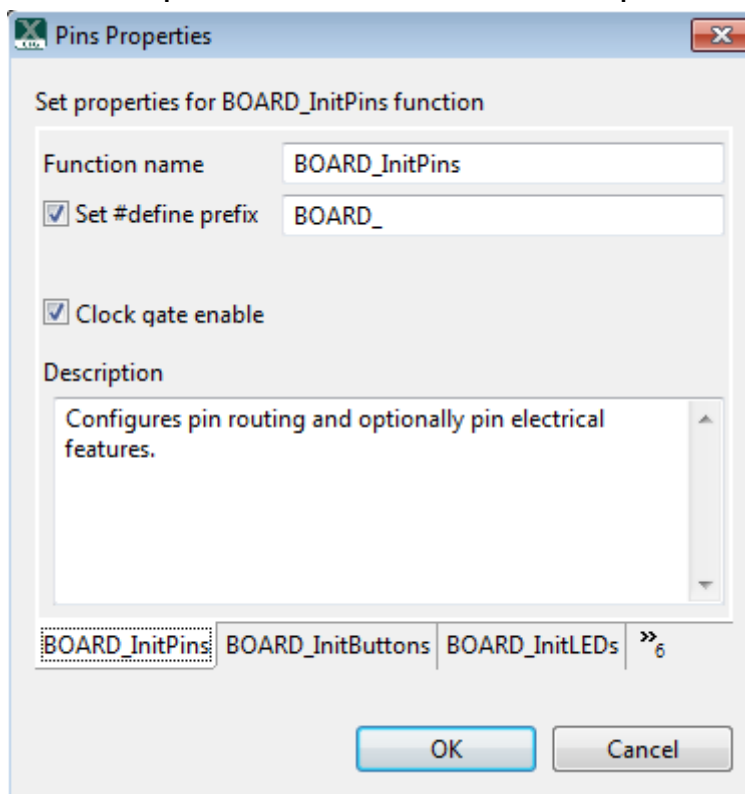 Pins Properties
Set properties for BOARD_InitPins function
Function name BOARD_InitPins
Set #define prefix BOARD_
Clock gate enable
Description
Configures pin routing and optionally pin electrical
features.
BOARD_InitPins BOARD_InitButtons BOARD_InitLEDs »6
OK Cancel